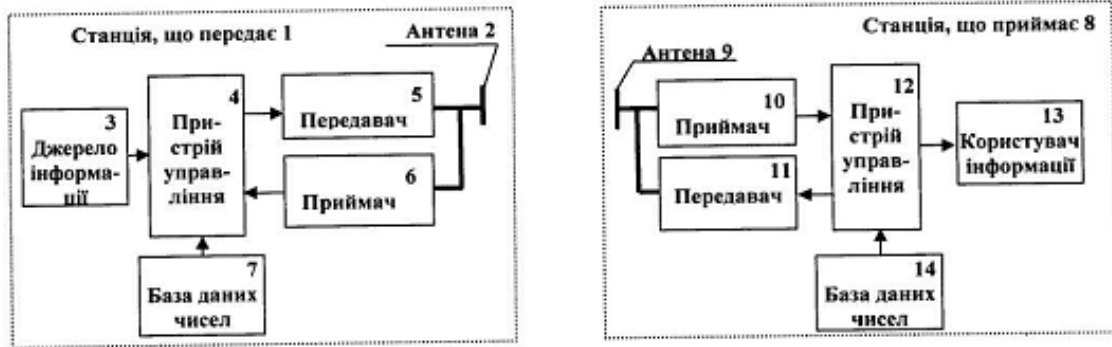 Станція, що передає 1
Антена 2
3
Джерело
інформа-
ції
4
При-
стрій
управ-
ління
5
Передавач
6
Приймач
7
База даних
чисел
Станція, що приймає 8
Антена 9
10
Приймач
11
Передавач
12
При-
стрій
управ-
ління
13
Користувач
інформації
14
База даних
чисел